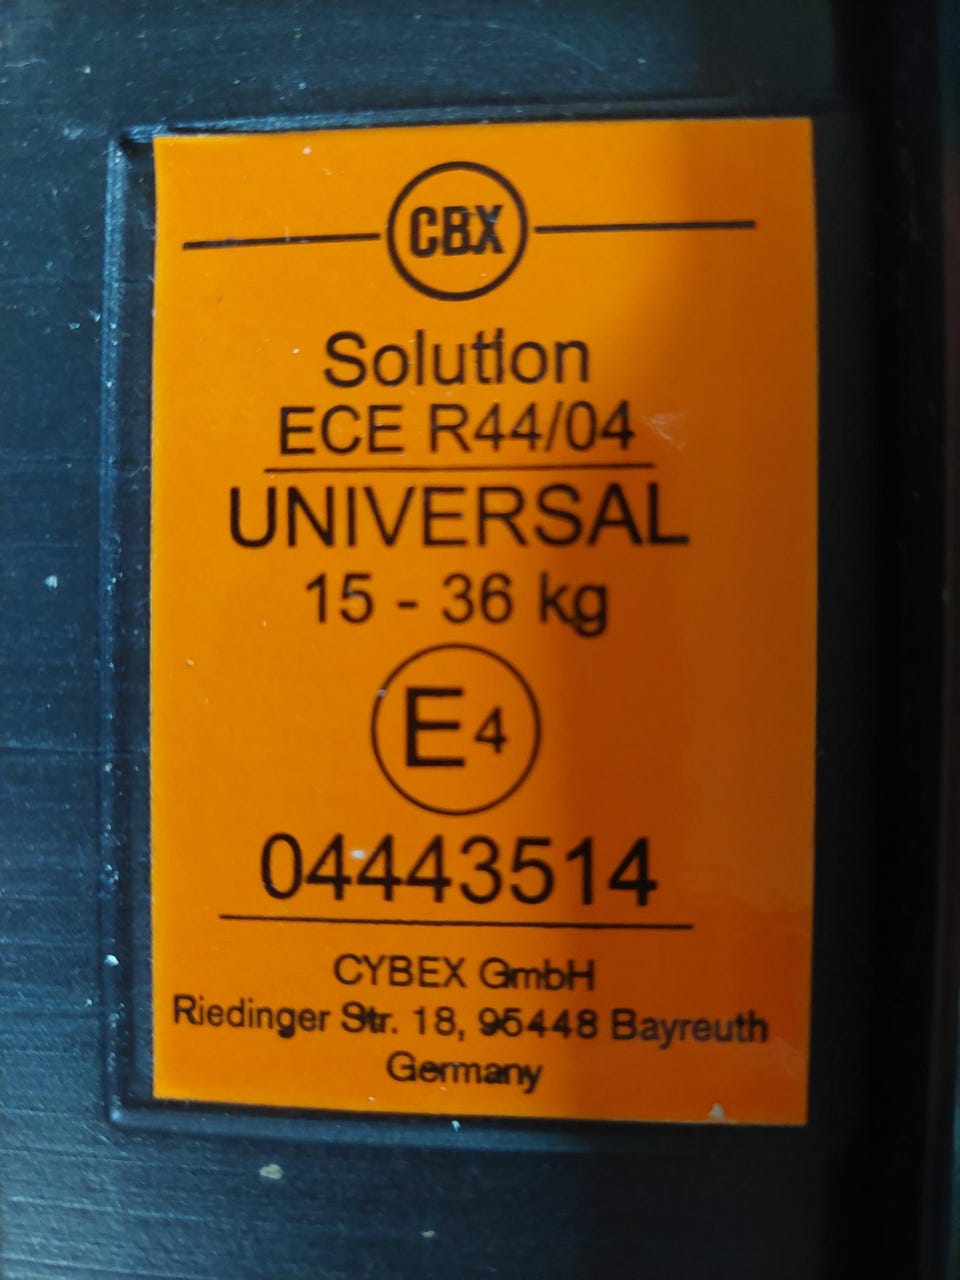 CBX
Solution
ECE R44/04
UNIVERSAL
15 - 36 kg
E4
04443514
CYBEX GmbH
Riedinger Str. 18, 95448 Bayreuth
Germany